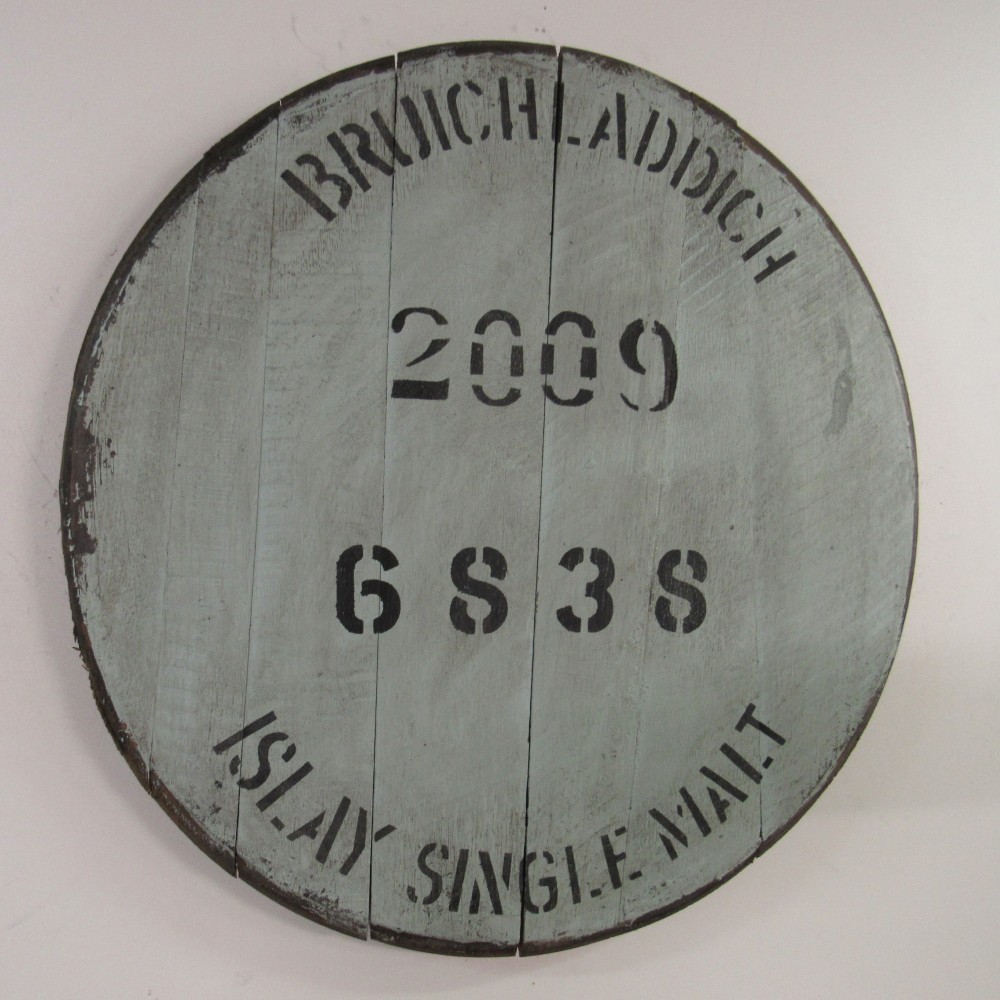 BRUICHLADDICH
2009
6838
ISLAY SINGLE MALT